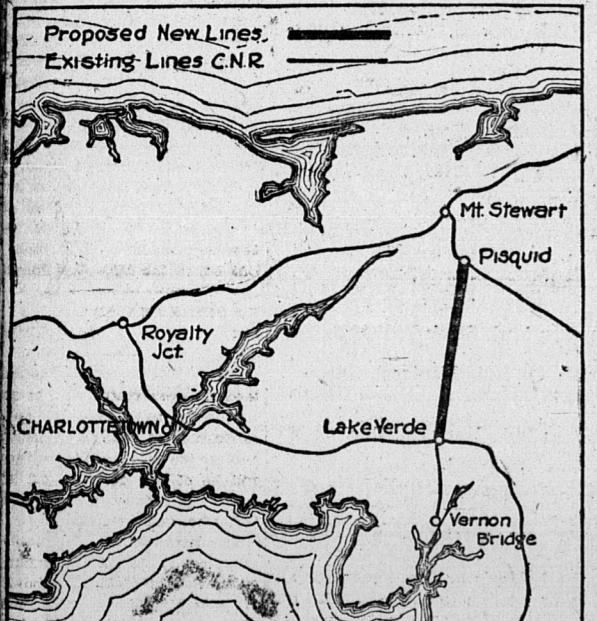 Proposed New Lines
Existing Lines C.N.R.
Mt. Stewart
Pisquid
Royalty
Jct.
CHARLOTTETOWN
Lake Verde
Vernon
Bridge